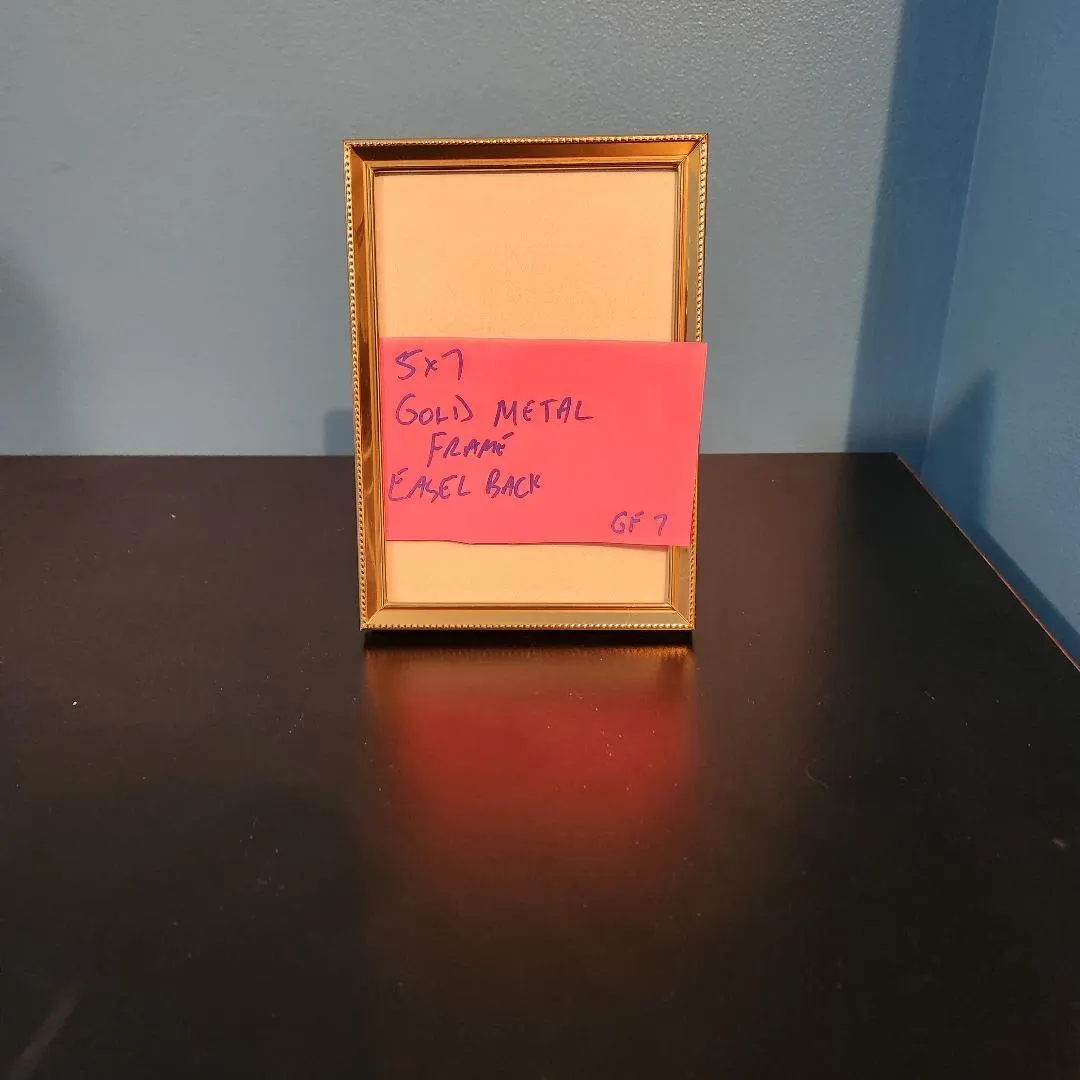 5x7
GOLD METAL
FRAME
EASEL BACK
GF 7